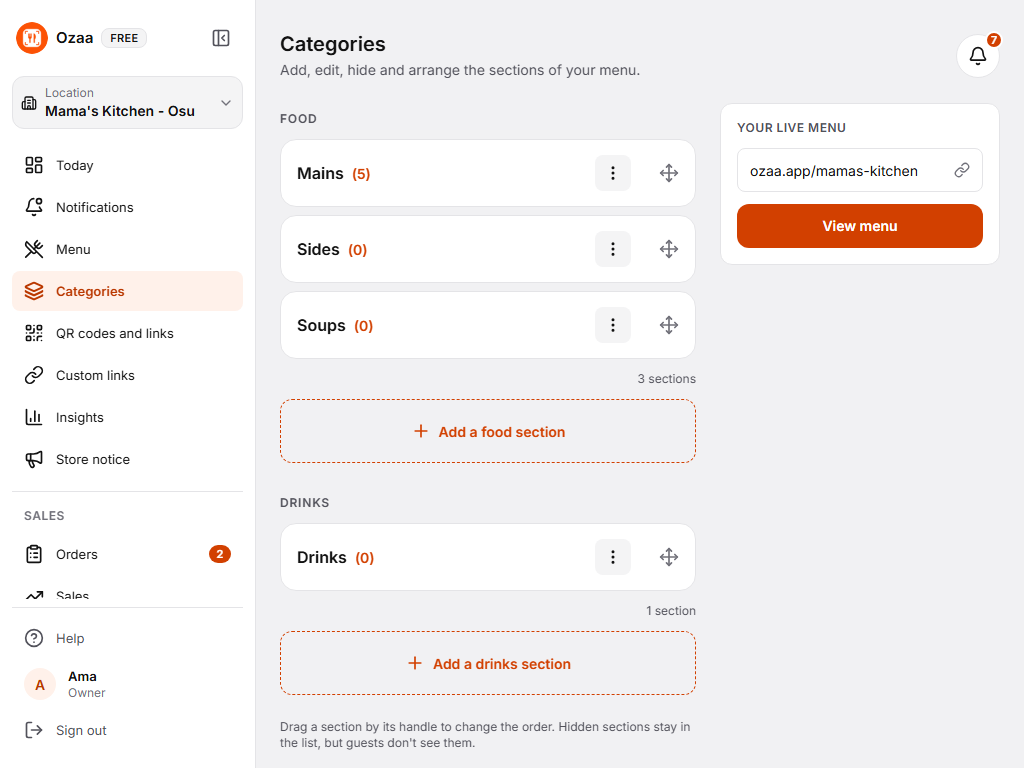 Ozaa FREE
Location
Mama's Kitchen - Osu
Today
Notifications
Menu
Categories
QR codes and links
Custom links
Insights
Store notice
SALES
Orders 2
Sales
Help
A
Ama
Owner
Sign out
Categories
Add, edit, hide and arrange the sections of your menu.
7
FOOD
Mains (5)
Sides (0)
Soups (0)
3 sections
Add a food section
DRINKS
Drinks (0)
1 section
Add a drinks section
Drag a section by its handle to change the order. Hidden sections stay in
the list, but guests don't see them.
YOUR LIVE MENU
ozaa.app/mamas-kitchen
View menu